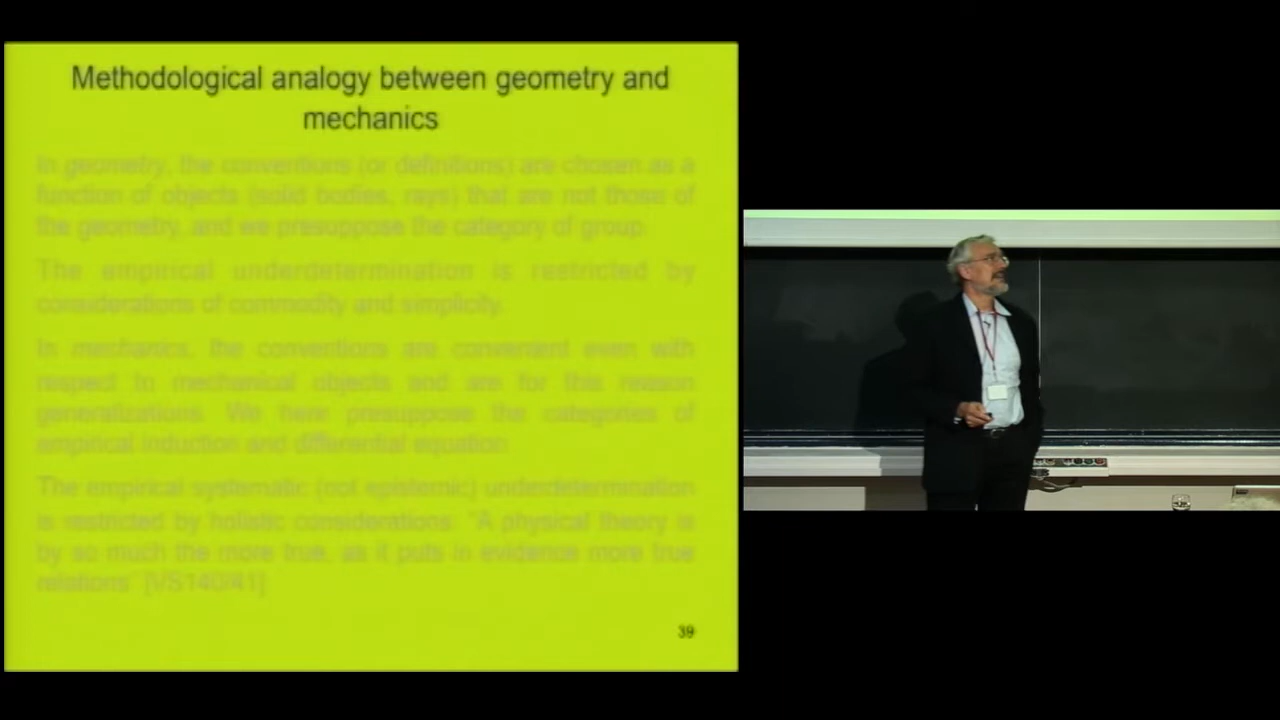 Methodological analogy between geometry and
mechanics
In geometry, the conventions (or definitions) are chosen as a
function of objects (solid bodies, rays) that are not those of
the geometry, and we presuppose the category of group.
The empirical underdetermination is restricted by
considerations of commodity and simplicity.
In mechanics, the conventions are convenient even with
respect to mechanical objects and are for this reason
generalizations. We here presuppose the categories of
empirical induction and differential equation.
The empirical systematic (not epistemic) underdetermination
is restricted by holistic considerations: "A physical theory is
by so much the more true, as it puts in evidence more true
relations" [VS140/41]
39